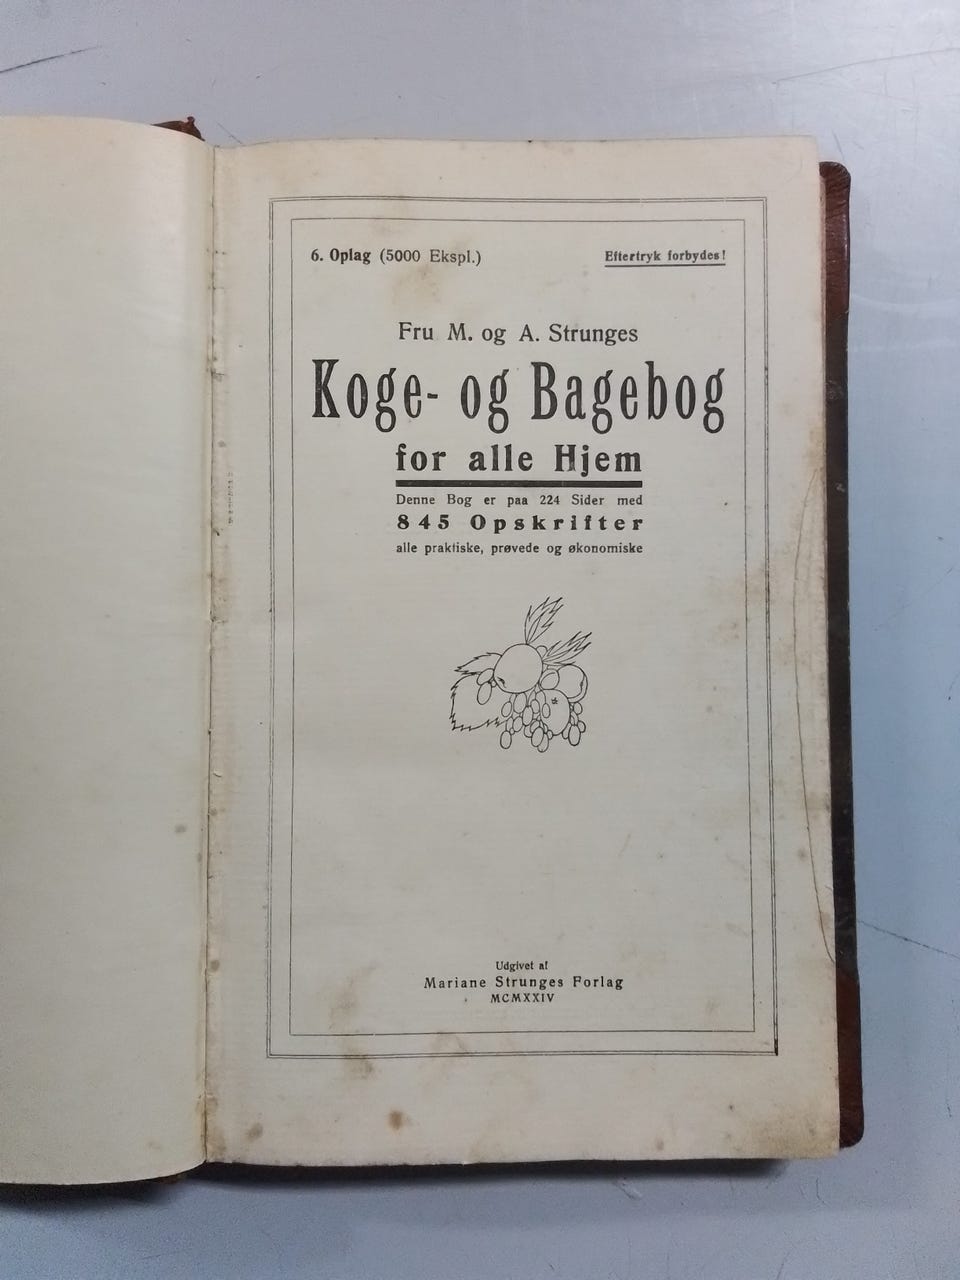 6. Oplag (5000 Ekspl.) Eftertryk forbydes!
Fru M. og A. Strunges
Koge- og Bagebog
for alle Hjem
Denne Bog er paa 224 Sider med
845 Opskrifter
alle praktiske, prøvede og økonomiske
Udgivet af
Mariane Strunges Forlag
MCMXXIV